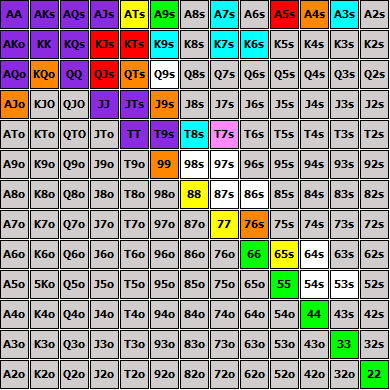 AA AKs AQs AJs ATs A9s A8s A7s A6s A5s A4s A3s A2s
AKo KK KQs KJs KTs K9s K8s K7s K6s K5s K4s K3s K2s
AQo KQo QQ QJs QTs Q9s Q8s Q7s Q6s Q5s Q4s Q3s Q2s
AJo KJO QJO JJ JTs J9s J8s J7s J6s J5s J4s J3s J2s
ATo KTo QTO JTo TT T9s T8s T7s T6s T5s T4s T3s T2s
A9o K9o Q9o J9o T9o 99 98s 97s 96s 95s 94s 93s 92s
A8o K8o Q8o J8o T8o 98o 88 87s 86s 85s 84s 83s 82s
A7o K7o Q7o J7o T7o 97o 87o 77 76s 75s 74s 73s 72s
A6o K6o Q6o J6o T6o 96o 86o 76o 66 65s 64s 63s 62s
A5o 5Ko Q5o J5o T5o 95o 85o 75o 65o 55 54s 53s 52s
A4o K4o Q4o J4o T4o 94o 84o 74o 64o 54o 44 43s 42s
A3o K3o Q3o J3o T3o 93o 83o 73o 63o 53o 43o 33 32s
A2o K2o Q2o J2o T2o 92o 82o 72o 62o 52o 42o 32o 22